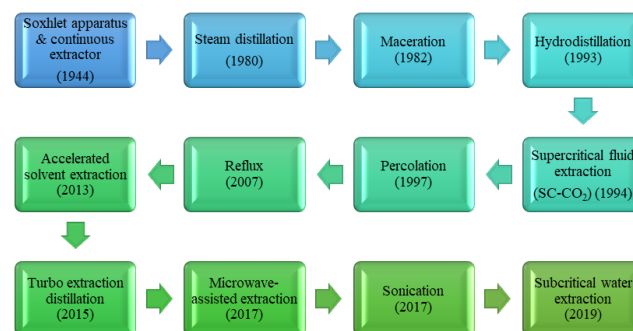 Soxhlet apparatus
& continuous
extractor
(1944)
Steam distillation
(1980)
Maceration
(1982)
Hydrodistillation
(1993)
Accelerated
solvent extraction
(2013)
Reflux
(2007)
Percolation
(1997)
Supercritical fluid
extraction
(SC-CO₂) (1994)
Turbo extraction
distillation
(2015)
Microwave-
assisted extraction
(2017)
Sonication
(2017)
Subcritical water
extraction
(2019)